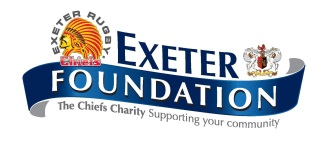 EXETER RUGBY
Chiefs
EXETER
FOUNDATION
The Chiefs Charity Supporting your community